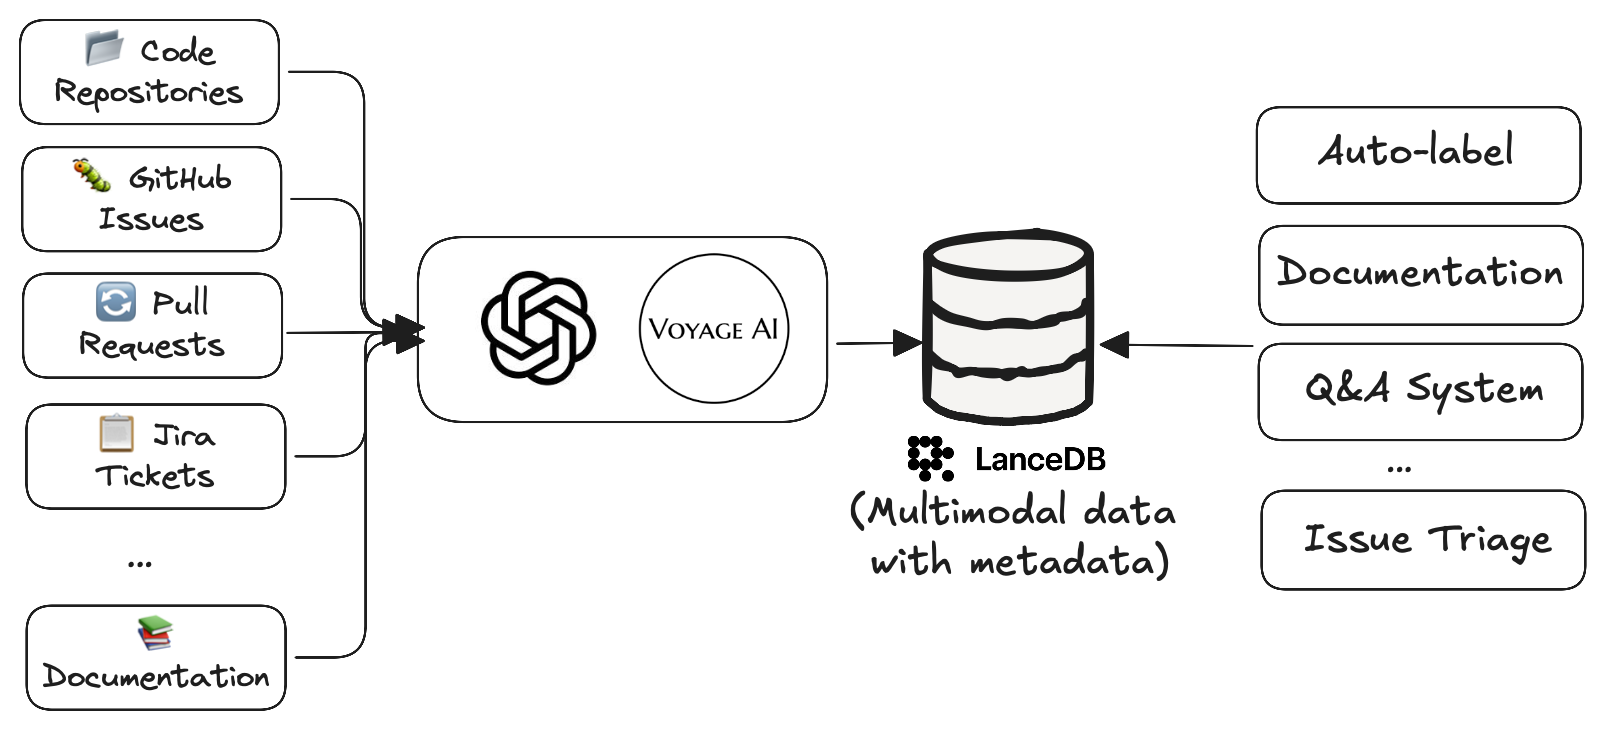 Code
Repositories
GitHub
Issues
Pull
Requests
Jira
Tickets
...
Documentation
VOYAGE AI
LanceDB
(Multimodal data
with metadata)
Auto-label
Documentation
Q&A System
...
Issue Triage